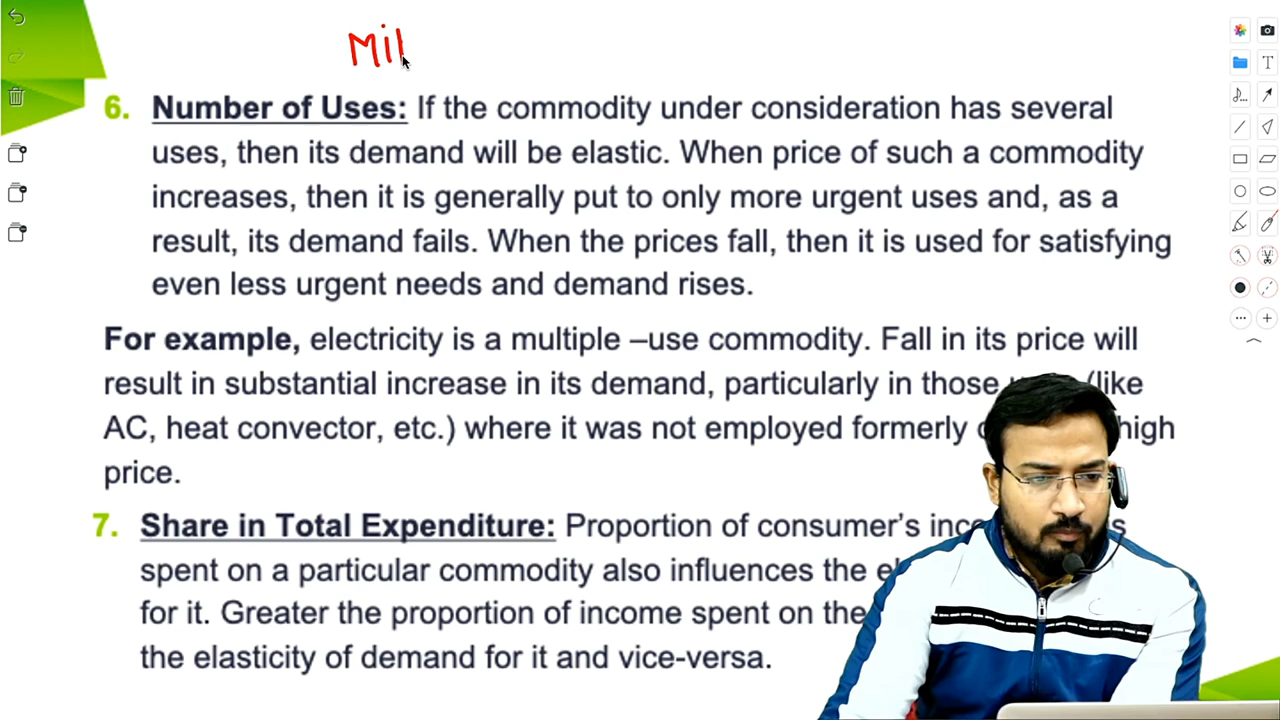 Mil
6. Number of Uses: If the commodity under consideration has several
uses, then its demand will be elastic. When price of such a commodity
increases, then it is generally put to only more urgent uses and, as a
result, its demand fails. When the prices fall, then it is used for satisfying
even less urgent needs and demand rises.
For example, electricity is a multiple –use commodity. Fall in its price will
result in substantial increase in its demand, particularly in those (like
AC, heat convector, etc.) where it was not employed formerly high
price.
7. Share in Total Expenditure: Proportion of consumer's
spent on a particular commodity also influences the
for it. Greater the proportion of income spent on the
the elasticity of demand for it and vice-versa.
T